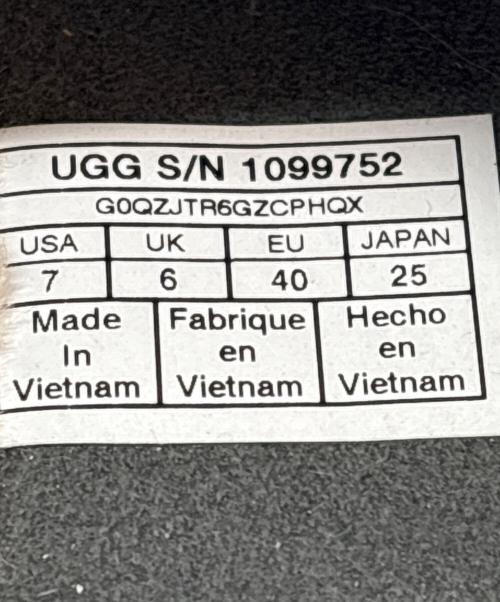 UGG S/N 1099752
G0QZJTR6GZCPHQX
USA UK EU JAPAN
7 6 40 25
Made Fabrique Hecho
In en en
Vietnam Vietnam Vietnam